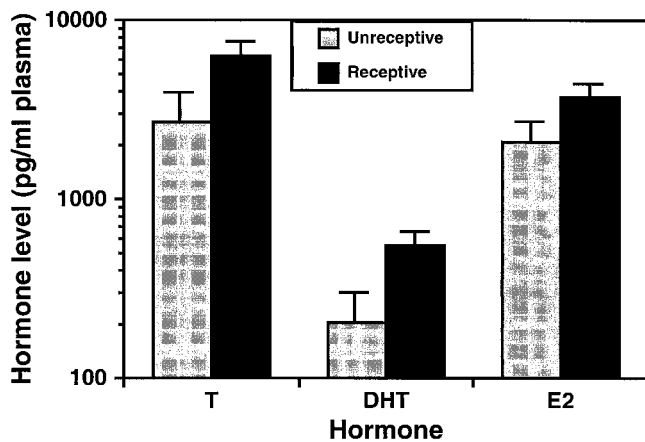 Hormone level (pg/ml plasma)
10000
1000
100
Unreceptive
Receptive
T DHT E2
Hormone